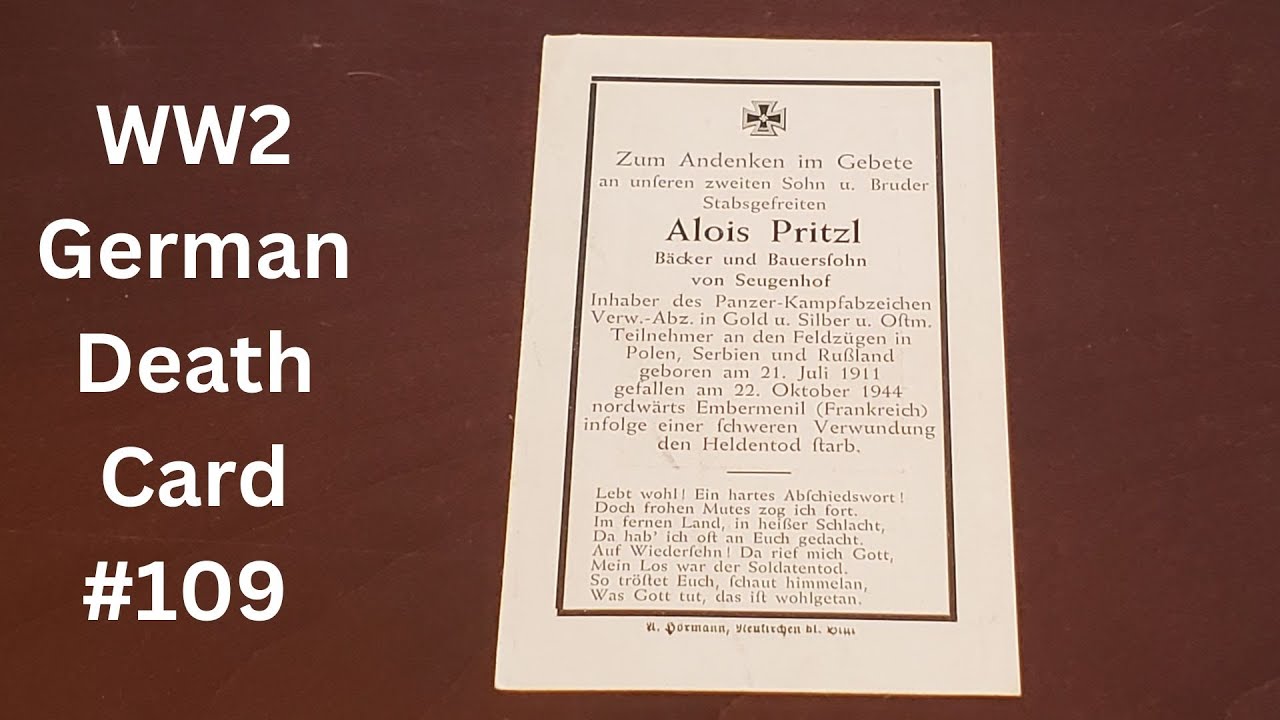 WW2
German
Death
Card
#109
Zum Andenken im Gebete
an unſeren zweiten Sohn u. Bruder
Stabsgefreiten
Alois Pritzl
Bäcker und Bauersſohn
von Seugenhof
Inhaber des Panzer-Kampfabzeichen
Verw.-Abz. in Gold u. Silber u. Oſtm.
Teilnehmer an den Feldzügen in
Polen, Serbien und Rußland
geboren am 21. Juli 1911
gefallen am 22. Oktober 1944
nordwärts Embermenil (Frankreich)
infolge einer ſchweren Verwundung
den Heldentod ſtarb.
Lebt wohl! Ein hartes Abſchiedswort!
Doch frohen Mutes zog ich fort.
Im fernen Land, in heißer Schlacht,
Da hab' ich oft an Euch gedacht.
Auf Wiederſehn! Da rief mich Gott,
Mein Los war der Soldatentod.
So tröſtet Euch, ſchaut himmelan,
Was Gott tut, das iſt wohlgetan.
Hörmann, Neukirchen bl.